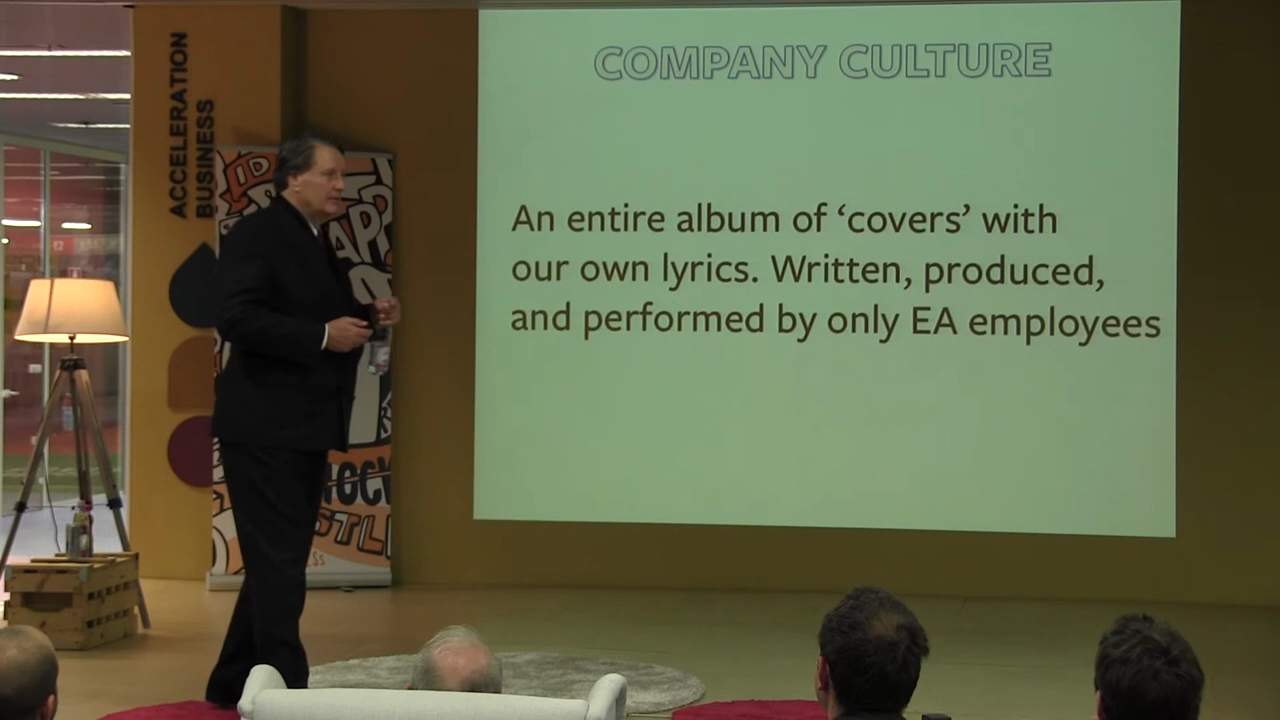 COMPANY CULTURE
An entire album of ‘covers’ with
our own lyrics. Written, produced,
and performed by only EA employees
ACCELERATION
BUSINESS